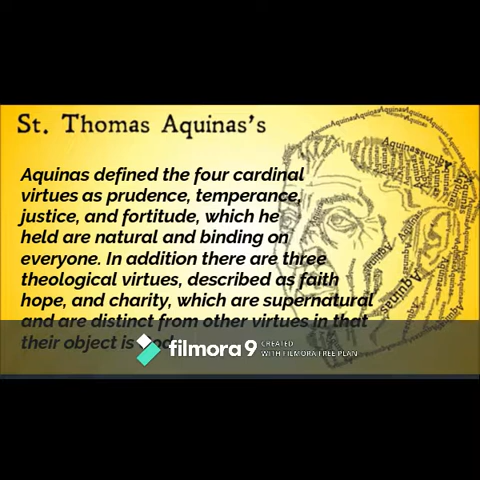 St. Thomas Aquinas's
Aquinas defined the four cardinal
virtues as prudence, temperance,
justice, and fortitude, which he
held are natural and binding on
everyone. In addition there are three
theological virtues, described as faith
hope, and charity, which are supernatural
and are distinct from other virtues in that
their object is
filmora 9
CREATED
WITH FILMORA FREE PLAN